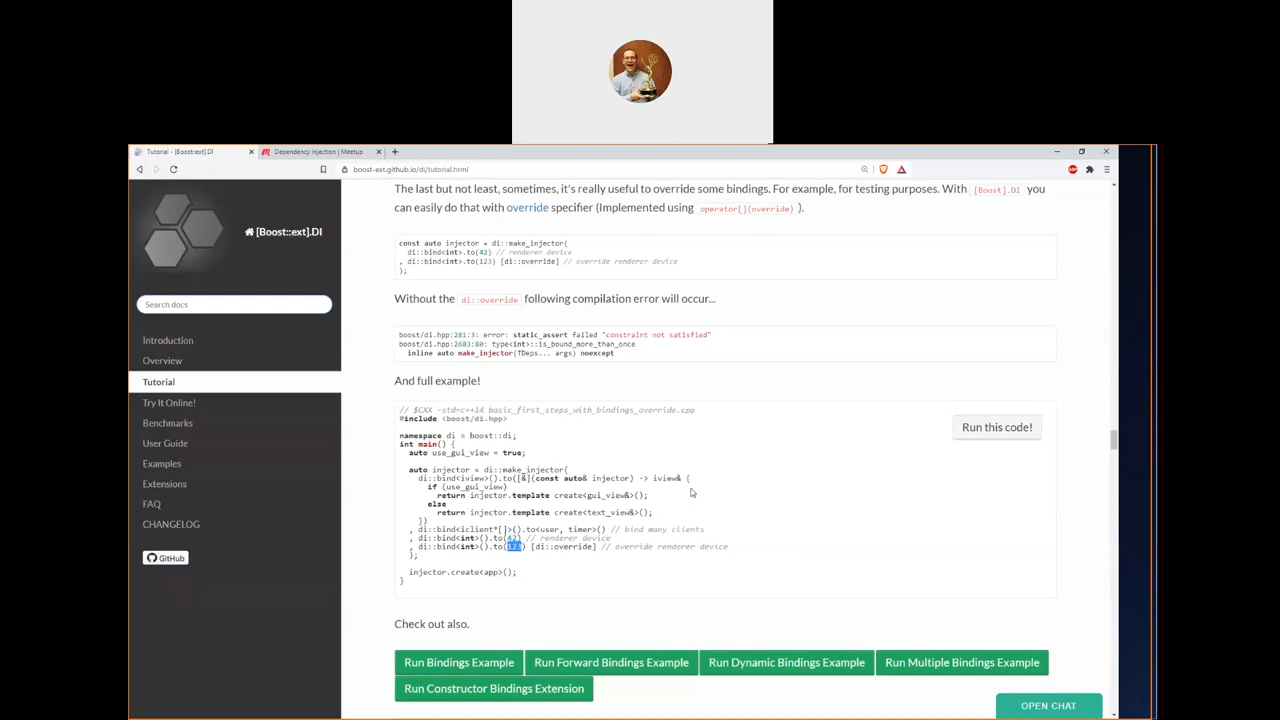 Tutorial - [Boost::ext].DI
Dependency Injection | Meetup
boost-ext.github.io/di/tutorial.html
[Boost::ext].DI
Search docs
Introduction
Overview
Tutorial
Try It Online!
Benchmarks
User Guide
Examples
Extensions
FAQ
CHANGELOG
GitHub
The last but not least, sometimes, it's really useful to override some bindings. For example, for testing purposes. With [Boost].DI you
can easily do that with override specifier (Implemented using operator[](override) ).
const auto injector = di::make_injector(
di::bind<int>.to(42) // renderer device
, di::bind<int>.to(123) [di::override] // override renderer device
);
Without the di::override following compilation error will occur...
boost/di.hpp:281:3: error: static_assert failed "constraint not satisfied"
boost/di.hpp:2683:80: type<int>::is_bound_more_than_once
inline auto make_injector(TDeps... args) noexcept
And full example!
// $CXX -std=c++14 basic_first_steps_with_bindings_override.cpp
#include <boost/di.hpp>
Run this code!
namespace di = boost::di;
int main() {
auto use_gui_view = true;
auto injector = di::make_injector(
di::bind<iview>().to([&](const auto& injector) -> iview& {
if (use_gui_view)
return injector.template create<gui_view&>();
else
return injector.template create<text_view&>();
})
, di::bind<iclient*[]>().to<user, timer>() // bind many clients
, di::bind<int>().to(42) // renderer device
, di::bind<int>().to(123) [di::override] // override renderer device
);
injector.create<app>();
}
Check out also.
Run Bindings Example
Run Forward Bindings Example
Run Dynamic Bindings Example
Run Multiple Bindings Example
Run Constructor Bindings Extension
OPEN CHAT